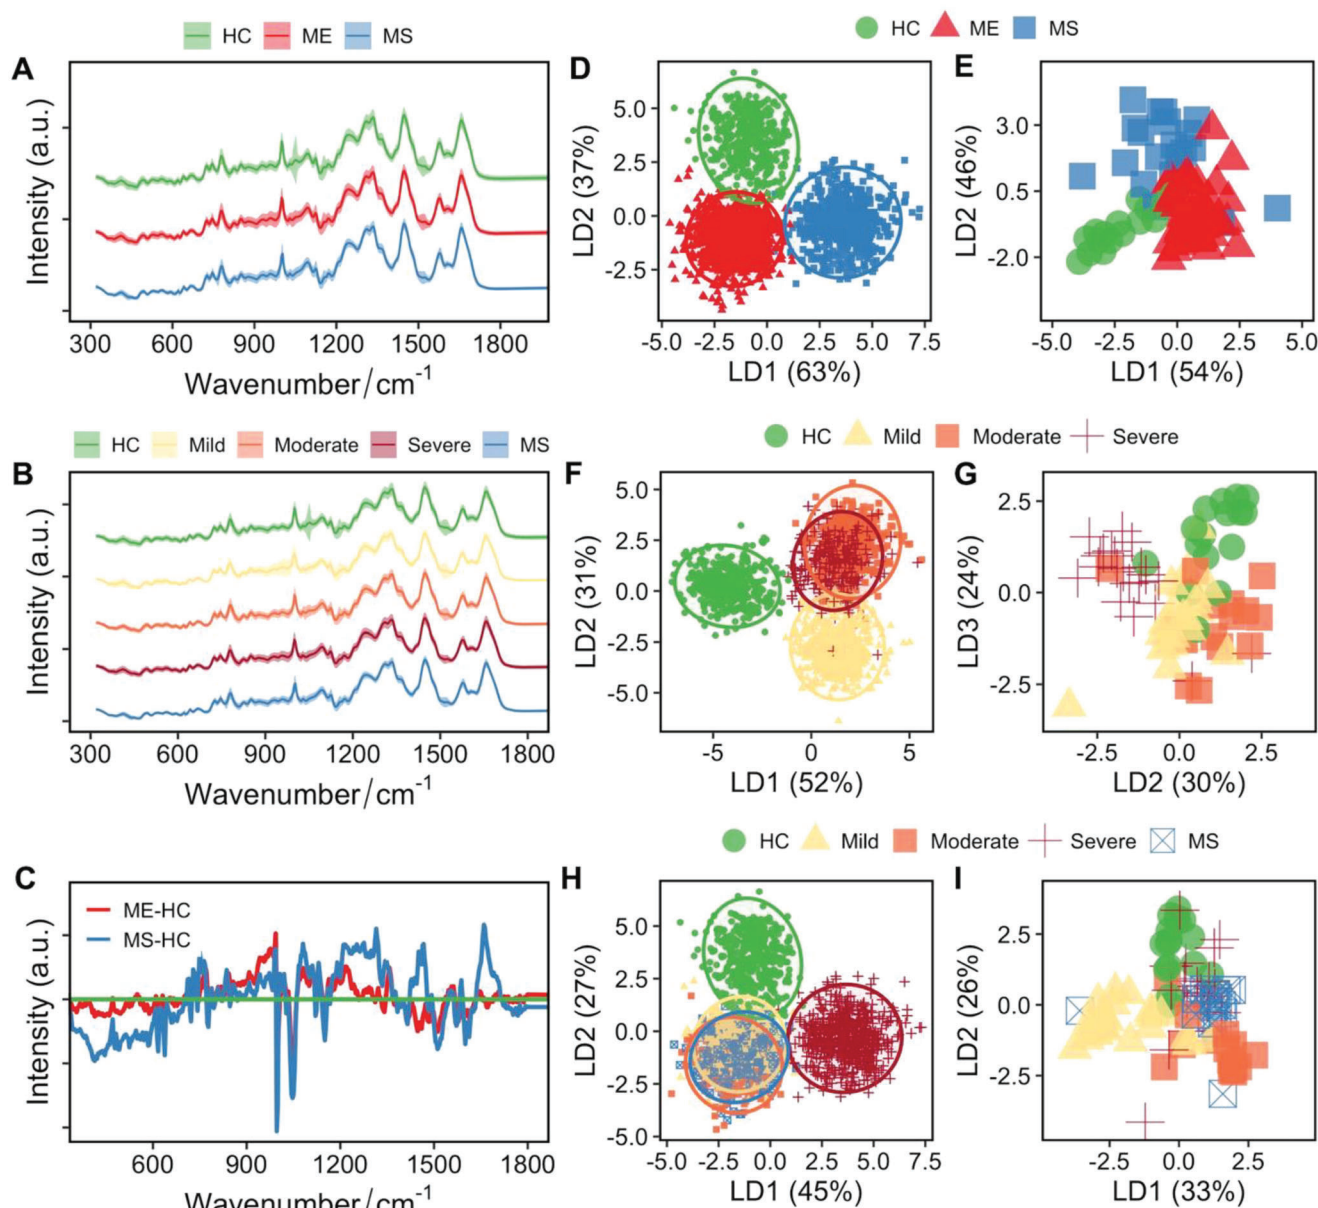 HC ME MS
A
Intensity (a.u.)
300 600 900 1200 1500 1800
Wavenumber/cm-1
HC ME MS
D
LD2 (37%)
5.0
2.5
0.0
-2.5
-5.0 -2.5 0.0 2.5 5.0 7.5
LD1 (63%)
E
LD2 (46%)
3.0
0.5
-2.0
-5.0 -2.5 0.0 2.5 5.0
LD1 (54%)
HC Mild Moderate Severe MS
B
Intensity (a.u.)
300 600 900 1200 1500 1800
Wavenumber/cm-1
HC Mild Moderate Severe
F
LD2 (31%)
5.0
2.5
0.0
-2.5
-5.0
-5 0 5
LD1 (52%)
G
LD3 (24%)
2.5
0.0
-2.5
-2.5 0.0 2.5
LD2 (30%)
C
ME-HC
MS-HC
Intensity (a.u.)
600 900 1200 1500 1800
Wavenumber/cm-1
HC Mild Moderate Severe MS
H
LD2 (27%)
5.0
2.5
0.0
-2.5
-5.0
-5.0 -2.5 0.0 2.5 5.0 7.5
LD1 (45%)
I
LD2 (26%)
2.5
0.0
-2.5
-2.5 0.0 2.5
LD1 (33%)